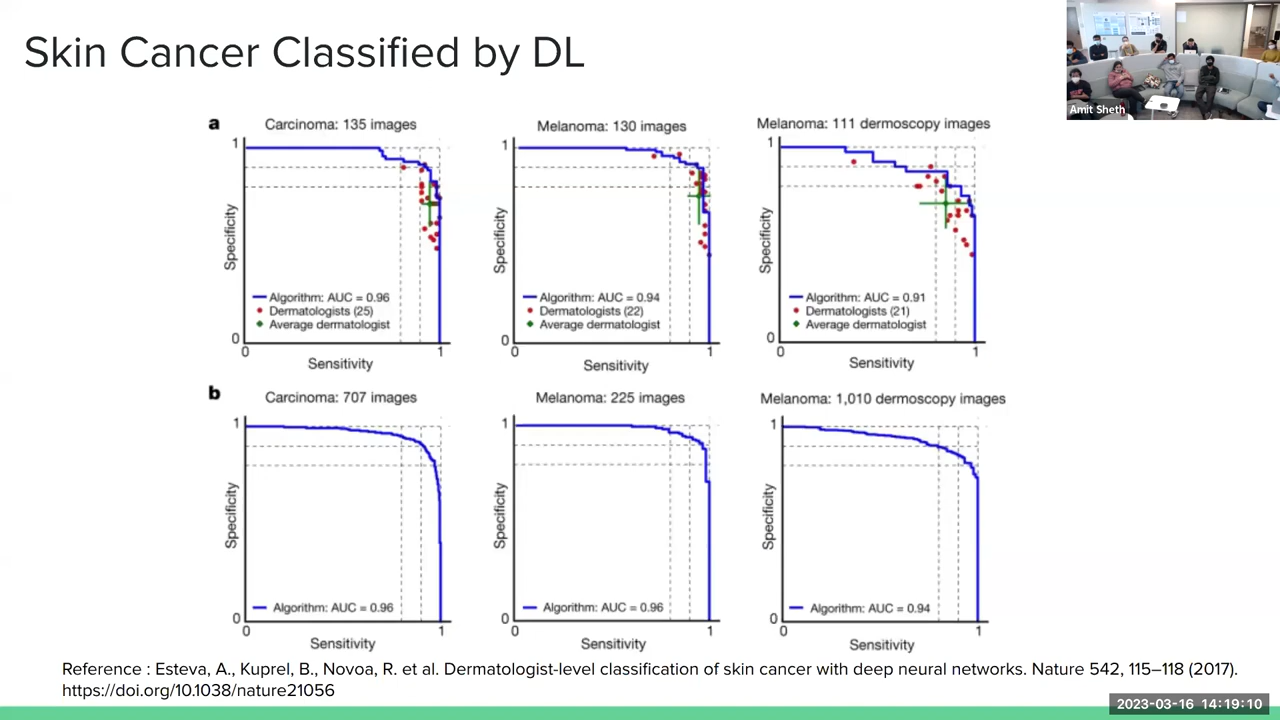 Skin Cancer Classified by DL
Amit Sheth
a
Carcinoma: 135 images
1
Specificity
0
Algorithm: AUC = 0.96
Dermatologists (25)
Average dermatologist
0
1
Sensitivity
Melanoma: 130 images
1
Specificity
0
Algorithm: AUC = 0.94
Dermatologists (22)
Average dermatologist
0
1
Sensitivity
Melanoma: 111 dermoscopy images
1
Specificity
0
Algorithm: AUC = 0.91
Dermatologists (21)
Average dermatologist
0
1
Sensitivity
b
Carcinoma: 707 images
1
Specificity
0
Algorithm: AUC = 0.96
0
1
Sensitivity
Melanoma: 225 images
1
Specificity
0
Algorithm: AUC = 0.96
0
1
Sensitivity
Melanoma: 1,010 dermoscopy images
1
Specificity
0
Algorithm: AUC = 0.94
0
1
Sensitivity
Reference : Esteva, A., Kuprel, B., Novoa, R. et al. Dermatologist-level classification of skin cancer with deep neural networks. Nature 542, 115–118 (2017).
https://doi.org/10.1038/nature21056
2023-03-16 14:19:10